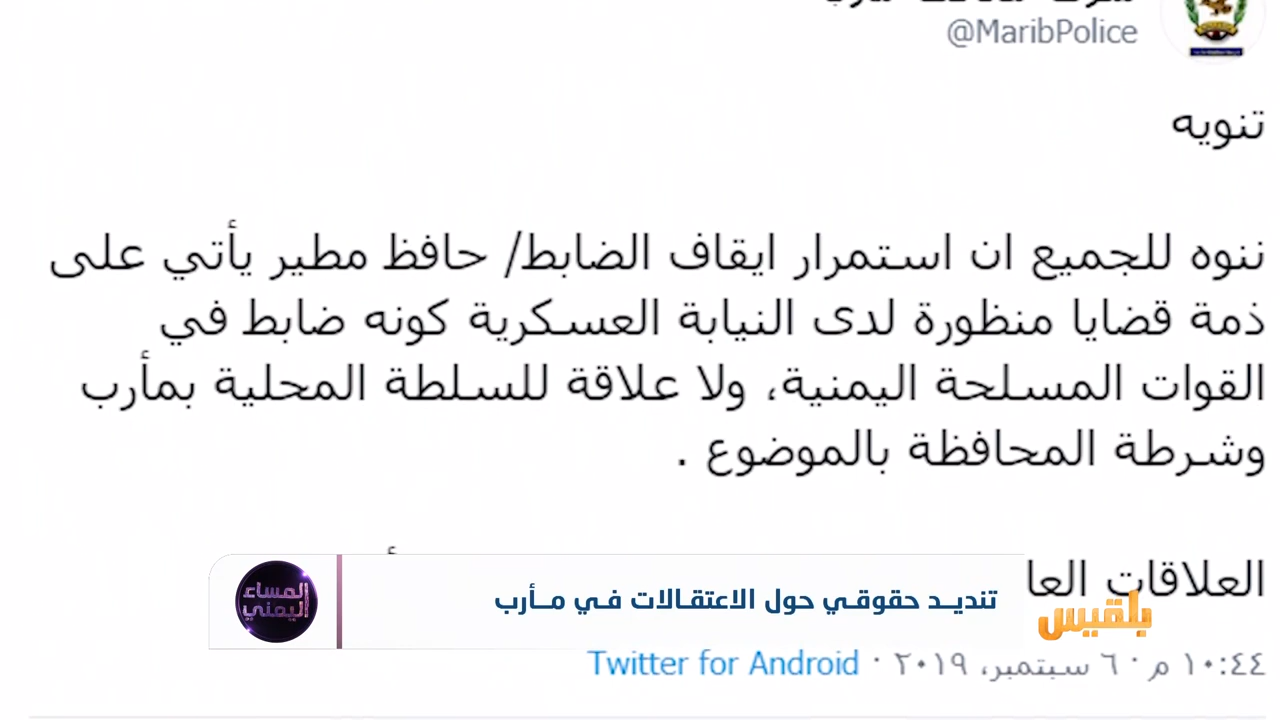 @MaribPolice
تنويه
ننوه للجميع ان استمرار ايقاف الضابط/ حافظ مطير يأتي على
ذمة قضايا منظورة لدى النيابة العسكرية كونه ضابط في
القوات المسلحة اليمنية، ولا علاقة للسلطة المحلية بمأرب
وشرطة المحافظة بالموضوع .
العلاقات العا
تنديد حقوقي حول الاعتقالات في مأرب
المساء
اليمني
بلقيس
١٠:٤٤ م · ٦ سبتمبر، ٢٠١٩ · Twitter for Android